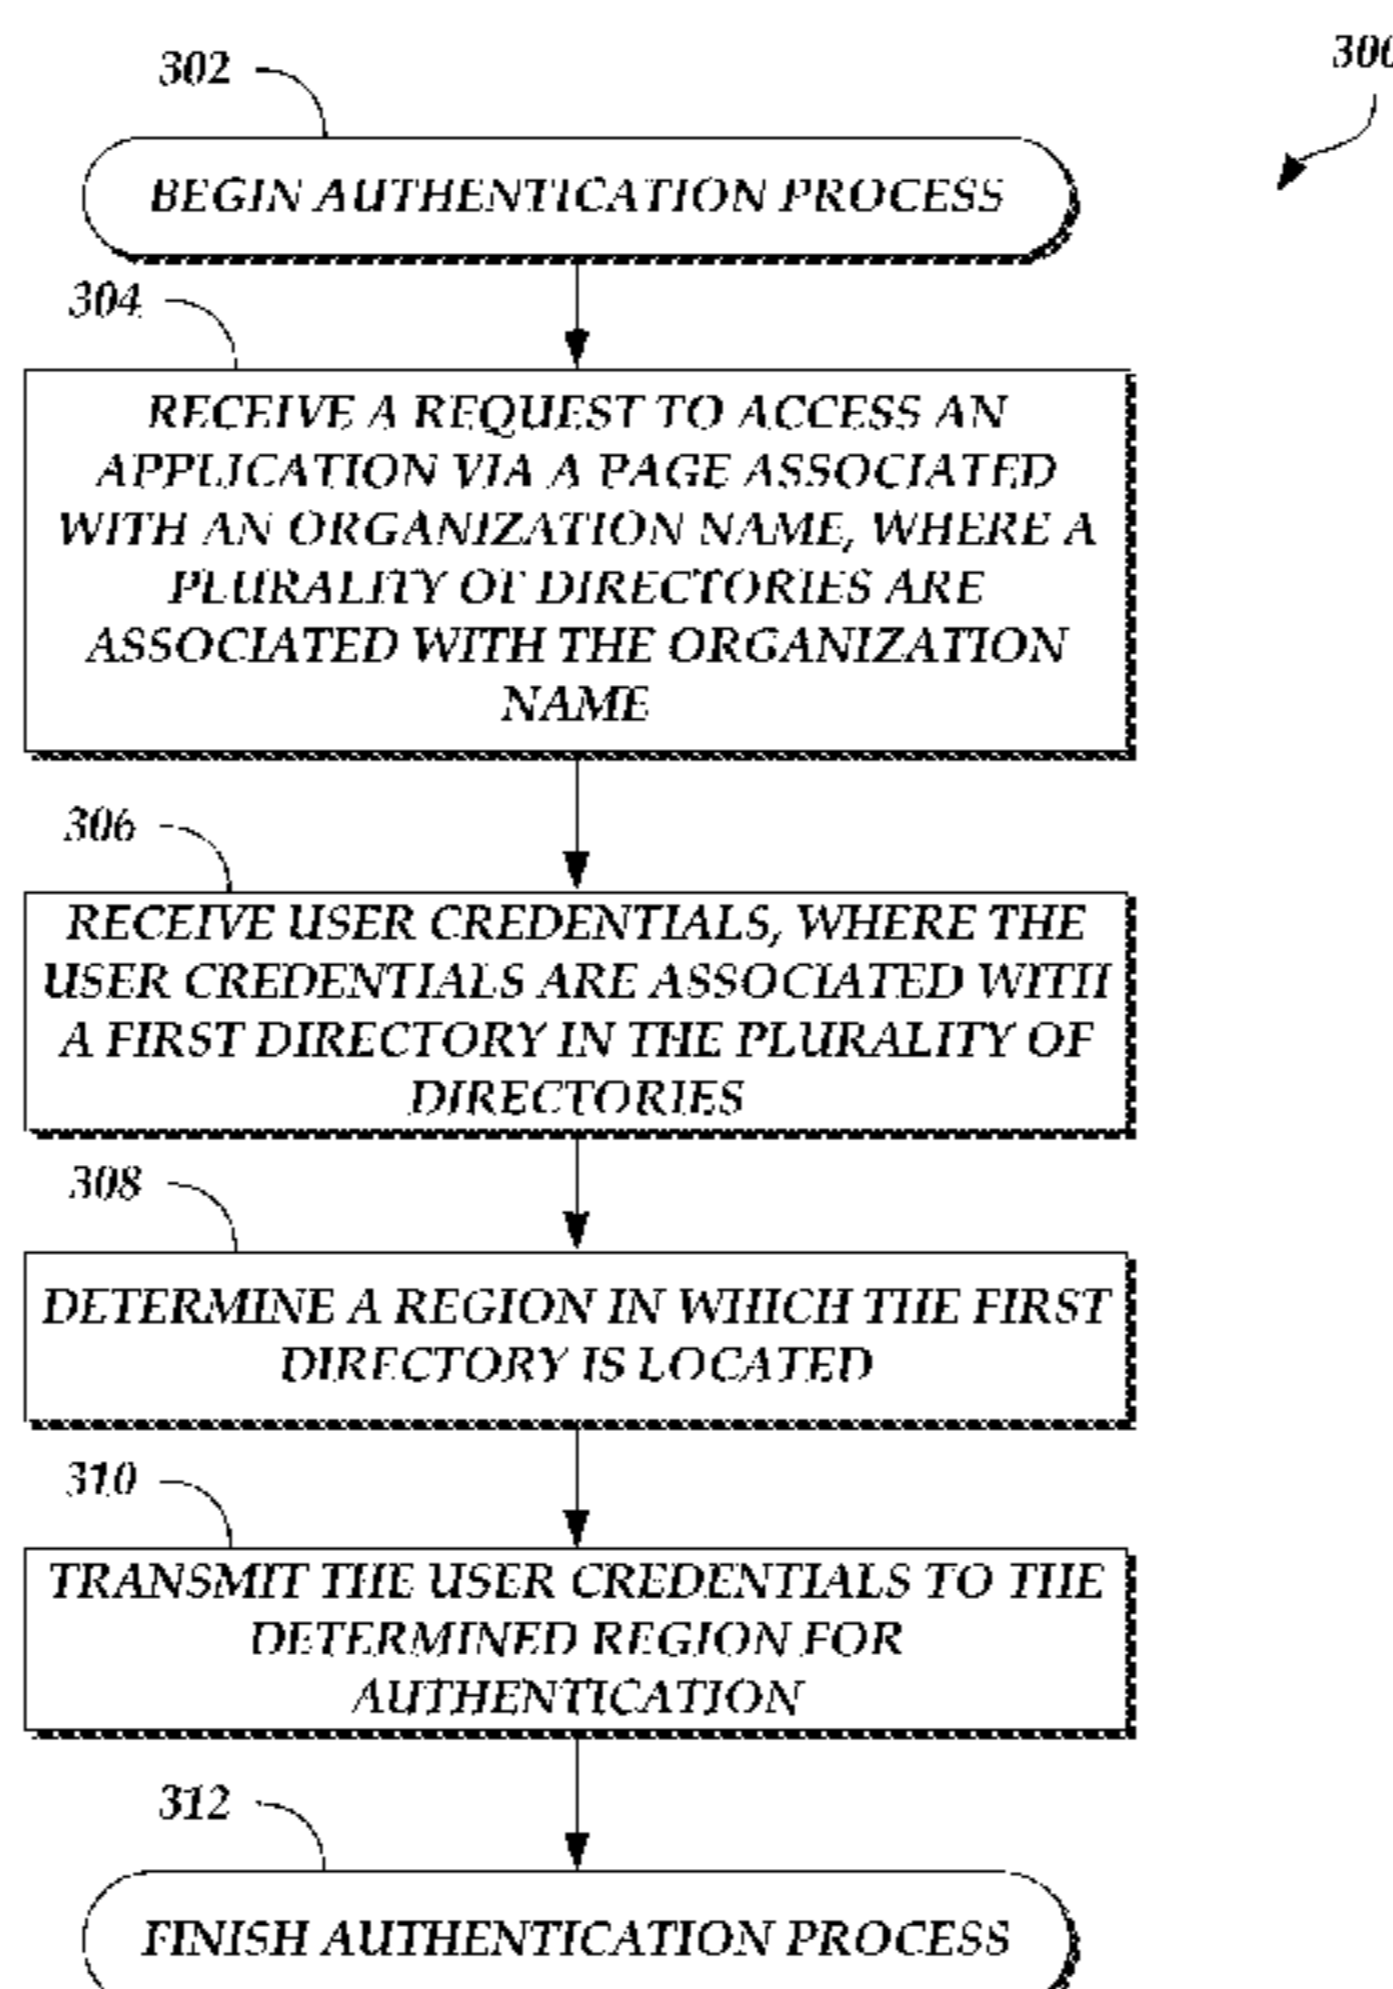 302
300
BEGIN AUTHENTICATION PROCESS
304
RECEIVE A REQUEST TO ACCESS AN
APPLICATION VIA A PAGE ASSOCIATED
WITH AN ORGANIZATION NAME, WHERE A
PLURALITY OF DIRECTORIES ARE
ASSOCIATED WITH THE ORGANIZATION
NAME
306
RECEIVE USER CREDENTIALS, WHERE THE
USER CREDENTIALS ARE ASSOCIATED WITH
A FIRST DIRECTORY IN THE PLURALITY OF
DIRECTORIES
308
DETERMINE A REGION IN WHICH THE FIRST
DIRECTORY IS LOCATED
310
TRANSMIT THE USER CREDENTIALS TO THE
DETERMINED REGION FOR
AUTHENTICATION
312
FINISH AUTHENTICATION PROCESS